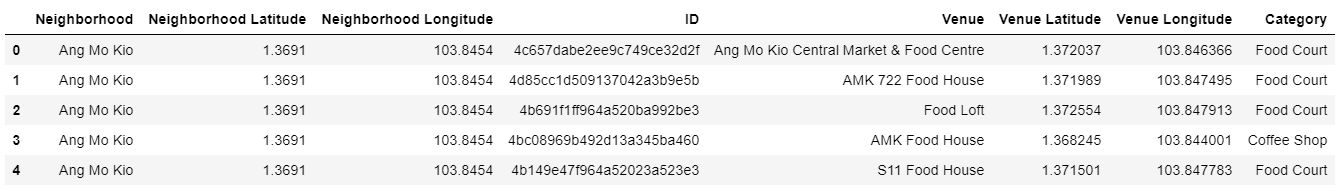 Neighborhood Neighborhood Latitude Neighborhood Longitude ID Venue Venue Latitude Venue Longitude Category
0 Ang Mo Kio 1.3691 103.8454 4c657dabe2ee9c749ce32d2f Ang Mo Kio Central Market & Food Centre 1.372037 103.846366 Food Court
1 Ang Mo Kio 1.3691 103.8454 4d85cc1d509137042a3b9e5b AMK 722 Food House 1.371989 103.847495 Food Court
2 Ang Mo Kio 1.3691 103.8454 4b691f1ff964a520ba992be3 Food Loft 1.372554 103.847913 Food Court
3 Ang Mo Kio 1.3691 103.8454 4bc08969b492d13a345ba460 AMK Food House 1.368245 103.844001 Coffee Shop
4 Ang Mo Kio 1.3691 103.8454 4b149e47f964a52023a523e3 S11 Food House 1.371501 103.847783 Food Court